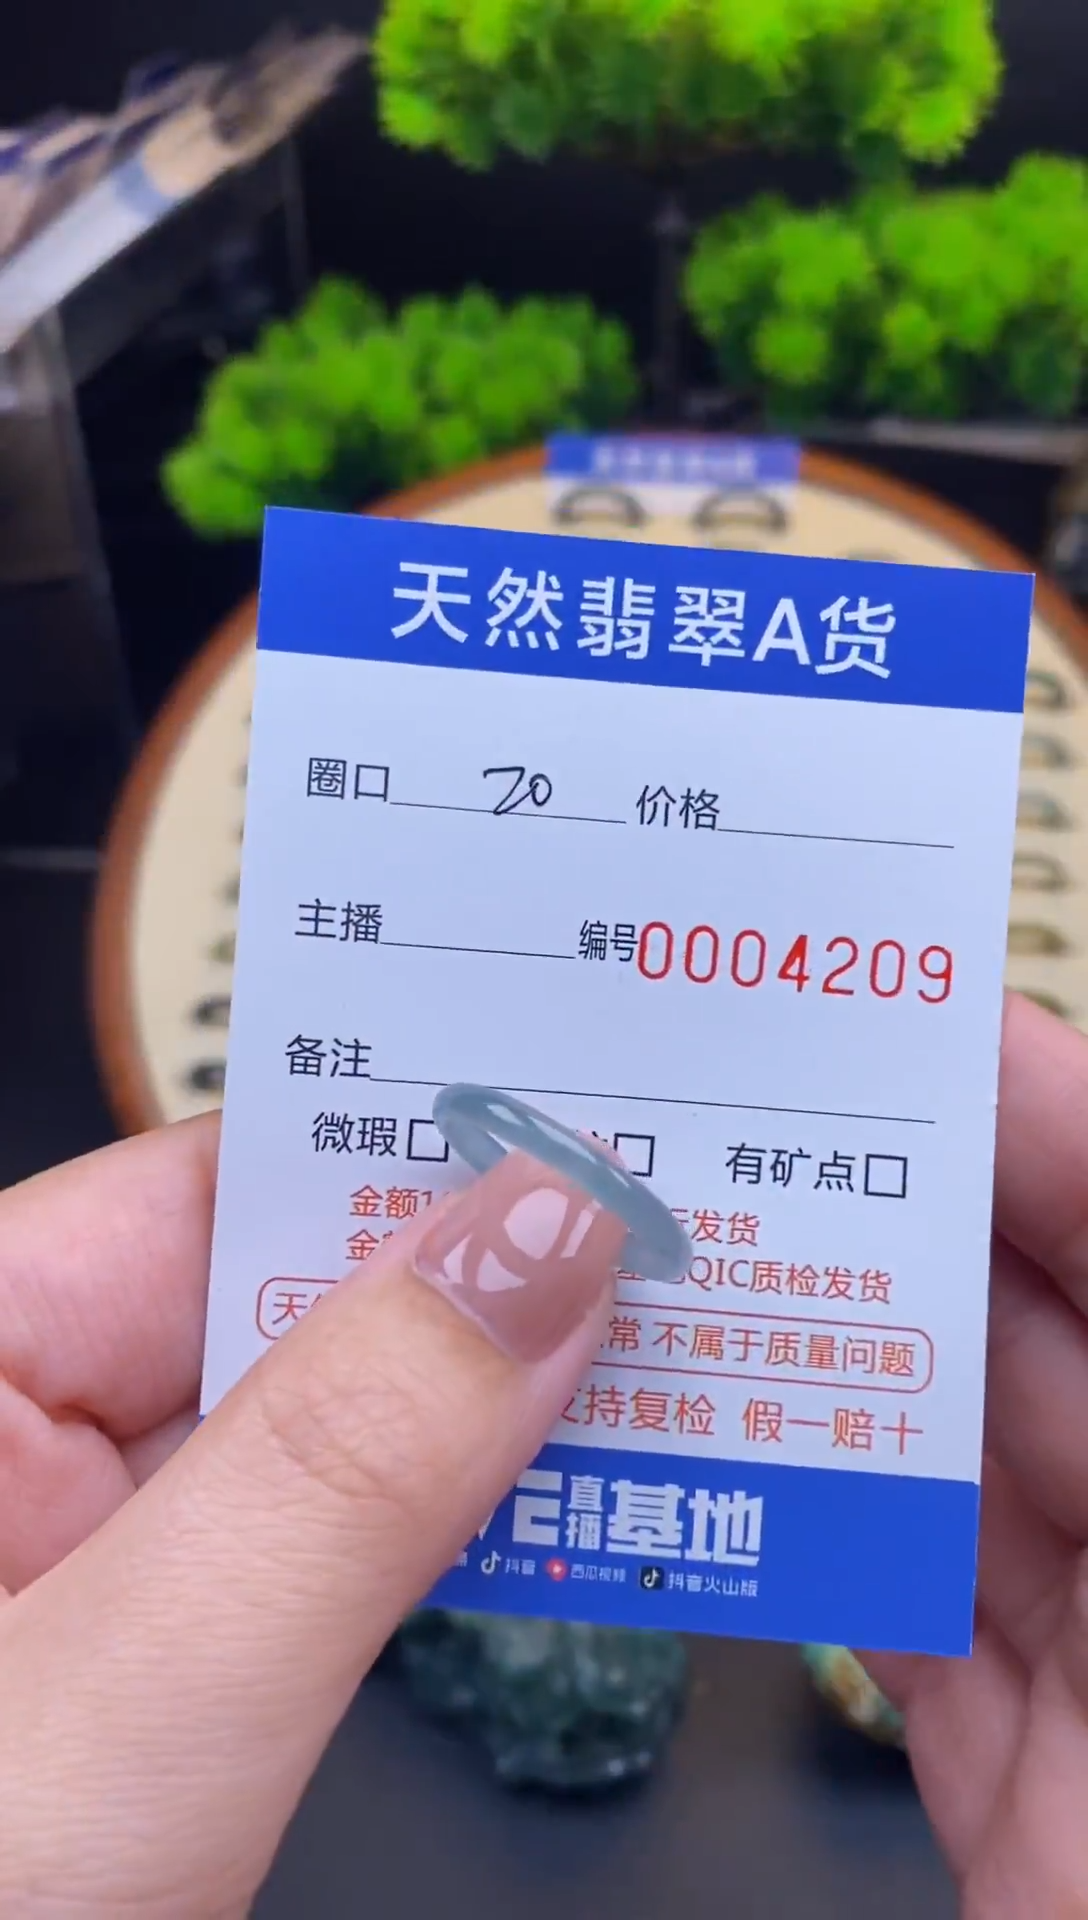 天然翡翠A货
圈口 20 价格
主播 编号0004209
备注
微瑕 有矿点
金额1 发货
QIC质检发货
常 不属于质量问题
支持复检 假一赔十
直播基地
抖音 西瓜视频 抖音火山版